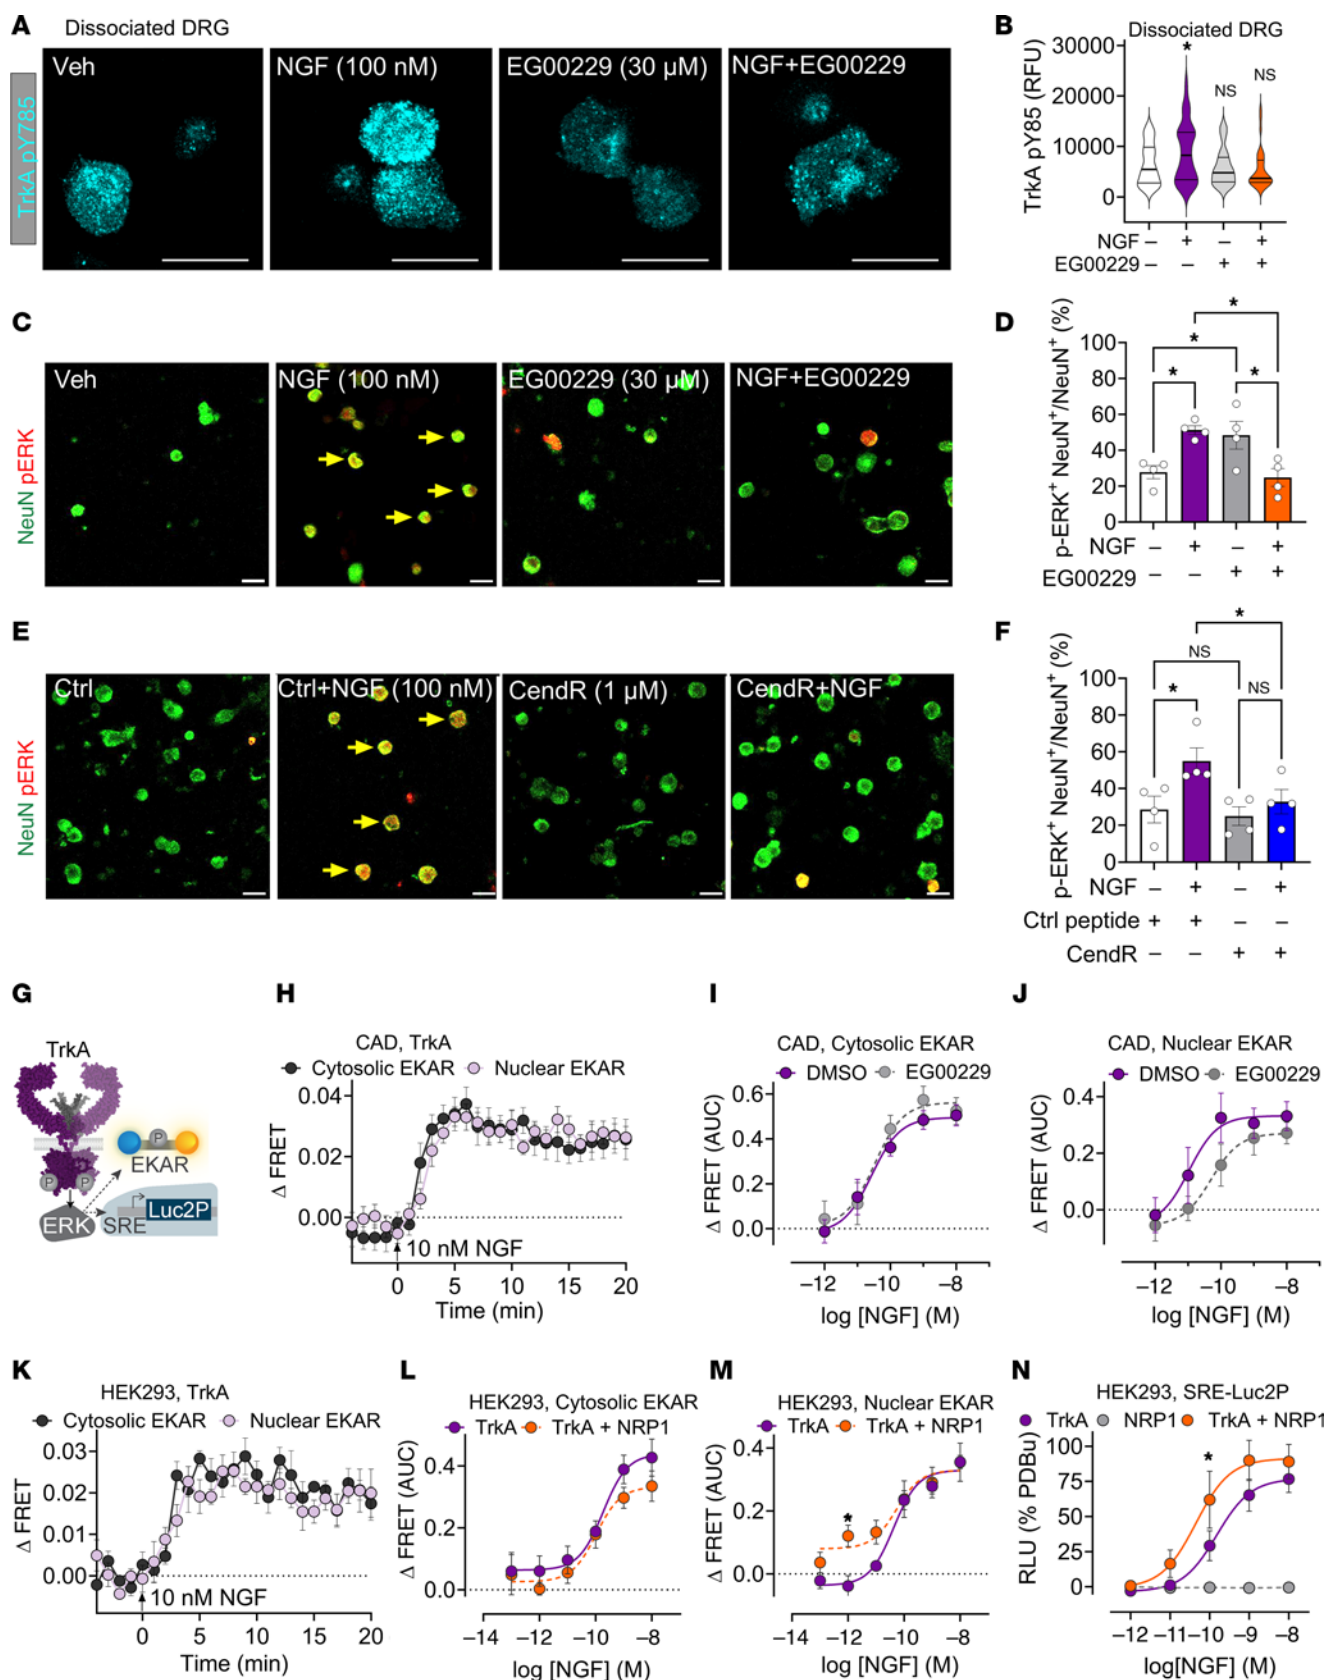 A Dissociated DRG
TrkA pY785
Veh
NGF (100 nM)
EG00229 (30 µM)
NGF+EG00229
B
Dissociated DRG
TrkA pY85 (RFU)
30000
20000
10000
0
*
NS
NS
NGF – + – +
EG00229 – – + +
C
NeuN pERK
Veh
NGF (100 nM)
EG00229 (30 µM)
NGF+EG00229
D
p-ERK+ NeuN+/NeuN+ (%)
100
80
60
40
20
0
*
*
*
*
NGF – + – +
EG00229 – – + +
E
NeuN pERK
Ctrl
Ctrl+NGF (100 nM)
CendR (1 µM)
CendR+NGF
F
p-ERK+ NeuN+/NeuN+ (%)
100
80
60
40
20
0
*
NS
*
NS
NGF – + – +
Ctrl peptide + + – –
CendR – – + +
G
TrkA
P
P P
EKAR
ERK
SRE
Luc2P
H
CAD, TrkA
Cytosolic EKAR Nuclear EKAR
Δ FRET
0.04
0.02
0.00
10 nM NGF
0 5 10 15 20
Time (min)
I
CAD, Cytosolic EKAR
DMSO EG00229
Δ FRET (AUC)
0.6
0.4
0.2
0.0
–12 –10 –8
log [NGF] (M)
J
CAD, Nuclear EKAR
DMSO EG00229
Δ FRET (AUC)
0.4
0.2
0.0
–12 –10 –8
log [NGF] (M)
K
HEK293, TrkA
Cytosolic EKAR Nuclear EKAR
Δ FRET
0.03
0.02
0.01
0.00
10 nM NGF
0 5 10 15 20
Time (min)
L
HEK293, Cytosolic EKAR
TrkA TrkA + NRP1
Δ FRET (AUC)
0.4
0.2
0.0
–14 –12 –10 –8
log [NGF] (M)
M
HEK293, Nuclear EKAR
TrkA TrkA + NRP1
Δ FRET (AUC)
0.4
0.2
0.0
*
–14 –12 –10 –8
log [NGF] (M)
N
HEK293, SRE-Luc2P
TrkA NRP1 TrkA + NRP1
RLU (% PDBu)
100
75
50
25
0
*
–12 –11 –10 –9 –8
log[NGF] (M)